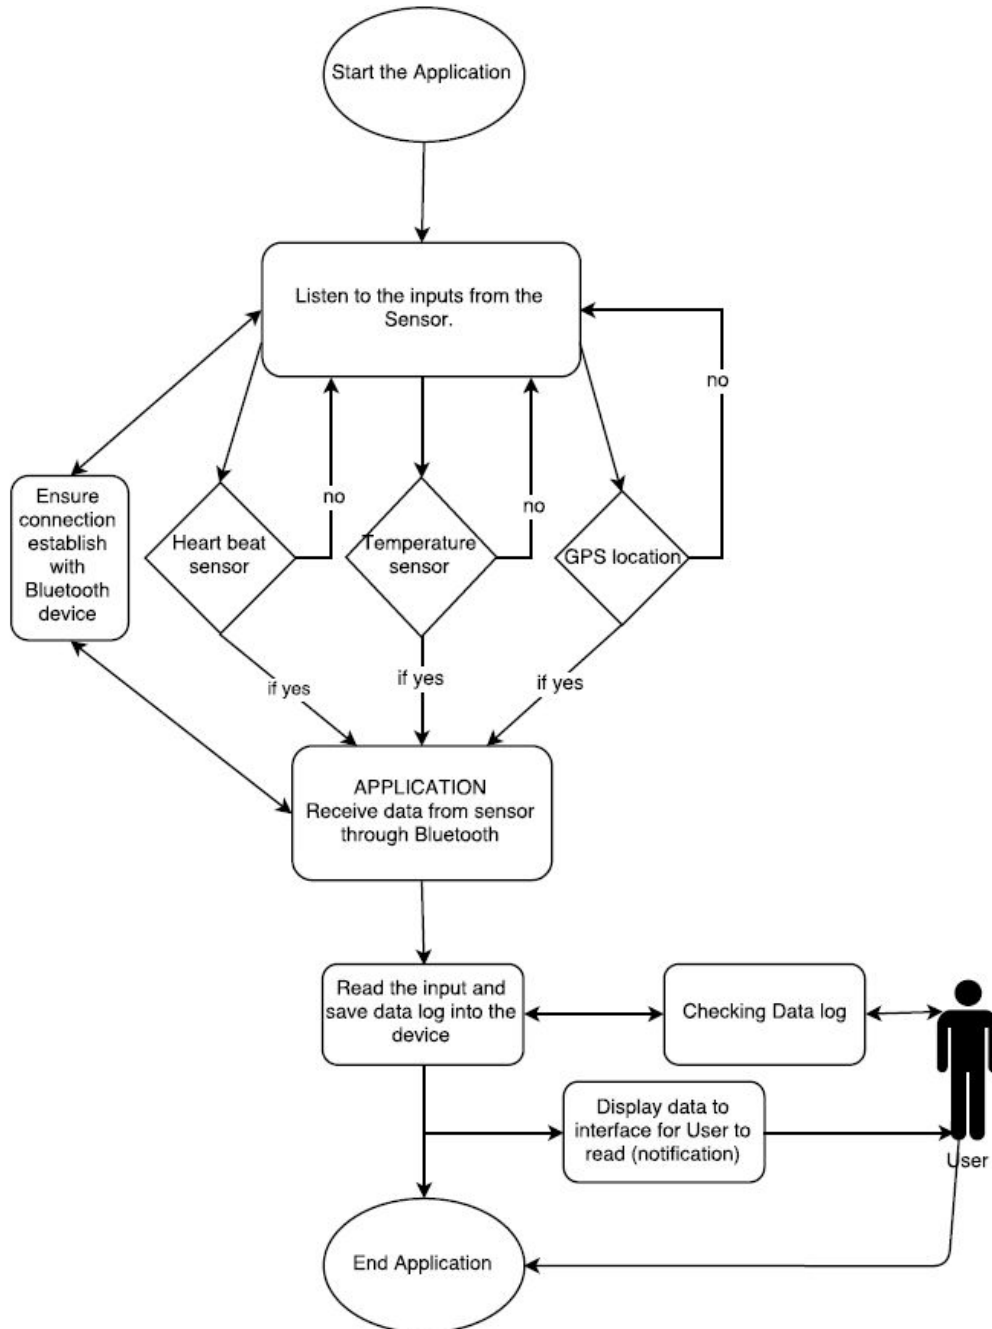 Start the Application
Listen to the inputs from the
Sensor.
no
Ensure
connection
establish
with
Bluetooth
device
no
no
Heart beat
sensor
Temperature
sensor
GPS location
if yes
if yes
if yes
APPLICATION
Receive data from sensor
through Bluetooth
Read the input and
save data log into the
device
Checking Data log
Display data to
interface for User to
read (notification)
User
End Application